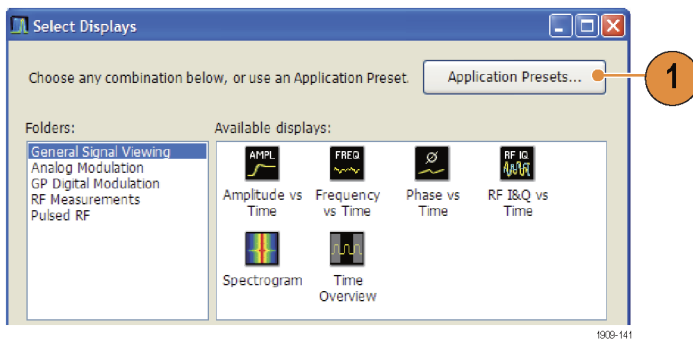 Select Displays
Choose any combination below, or use an Application Preset.
Application Presets...
1
Folders:
General Signal Viewing
Analog Modulation
GP Digital Modulation
RF Measurements
Pulsed RF
Available displays:
AMPL
FREQ
Ø
RF IQ
Amplitude vs
Time
Frequency
vs Time
Phase vs
Time
RF I&Q vs
Time
Spectrogram
Time
Overview
1909-141